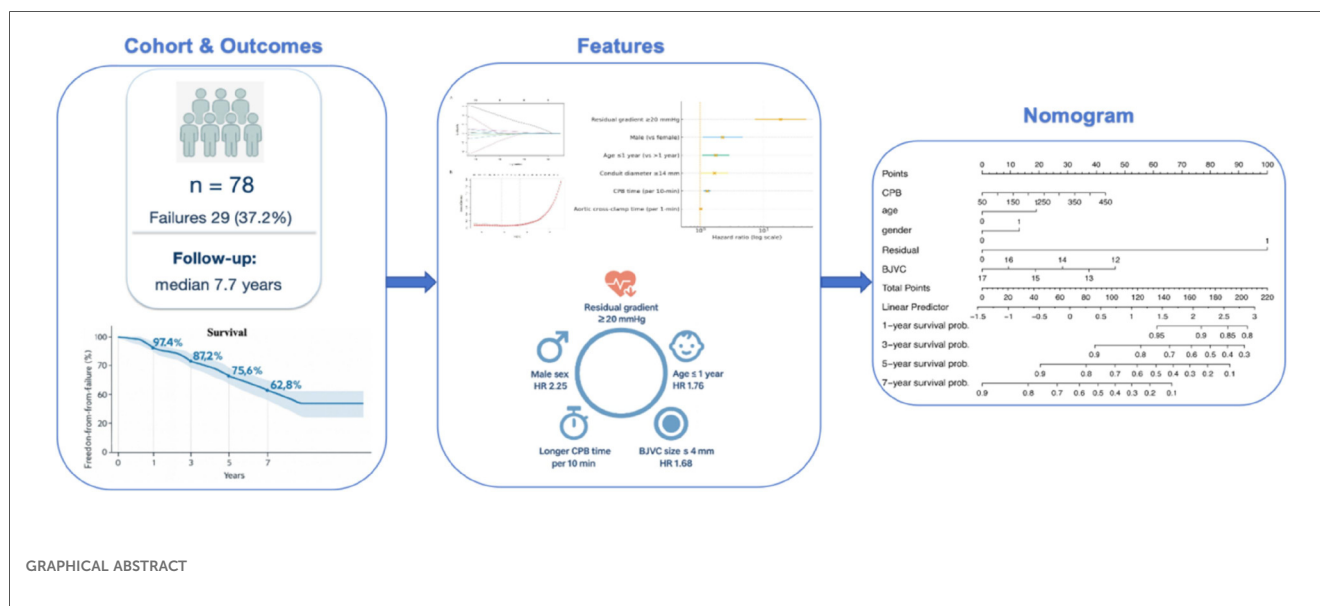 Cohort & Outcomes
n = 78
Failures 29 (37.2%)
Follow-up:
median 7.7 years
Survival
Freedon-from-from-failure (%)
100
70
60
20
0
97.4%
87,2%
75,6%
62,8%
0 1 3 5 7
Years
Features
Residual gradient ≥20 mmHg
Male (vs female)
Age ≤1 year (vs >1 year)
Conduit diameter ≥14 mm
CPB time (per 10-min)
Aortic cross-clamp time (per 1-min)
Hazard ratio (log scale)
Residual gradient
≥ 20 mmHg
Male sex
HR 2.25
Age ≤ 1 year
HR 1.76
Longer CPB time
per 10 min
BJVC size ≤ 4 mm
HR 1.68
Nomogram
Points
0 10 20 30 40 50 60 70 80 90 100
CPB
50 150 250 350 450
age
0 1
gender
0 1
Residual
0 1
BJVC
16 14 12
17 15 13
Total Points
0 20 40 60 80 100 120 140 160 180 200 220
Linear Predictor
−1.5 −1 −0.5 0 0.5 1 1.5 2 2.5 3
1-year survival prob.
0.95 0.9 0.85 0.8
3-year survival prob.
0.9 0.8 0.7 0.6 0.5 0.4 0.3
5-year survival prob.
0.9 0.8 0.7 0.6 0.5 0.4 0.3 0.2 0.1
7-year survival prob.
0.9 0.8 0.7 0.6 0.5 0.4 0.3 0.2 0.1
GRAPHICAL ABSTRACT